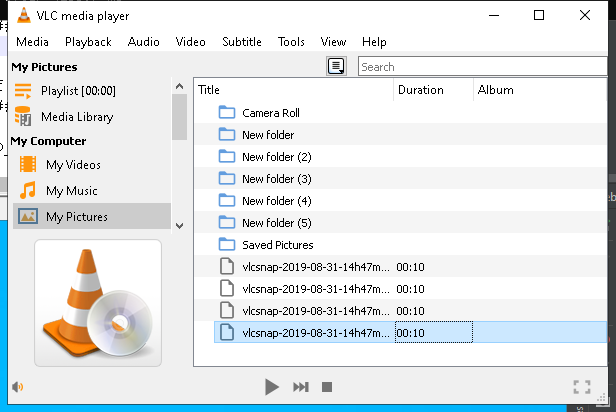 VLC media player
Media Playback Audio Video Subtitle Tools View Help
My Pictures
Search
Playlist [00:00]
Media Library
My Computer
My Videos
My Music
My Pictures
Title Duration Album
Camera Roll
New folder
New folder (2)
New folder (3)
New folder (4)
New folder (5)
Saved Pictures
vlcsnap-2019-08-31-14h47m... 00:10
vlcsnap-2019-08-31-14h47m... 00:10
vlcsnap-2019-08-31-14h47m... 00:10
vlcsnap-2019-08-31-14h47m... 00:10